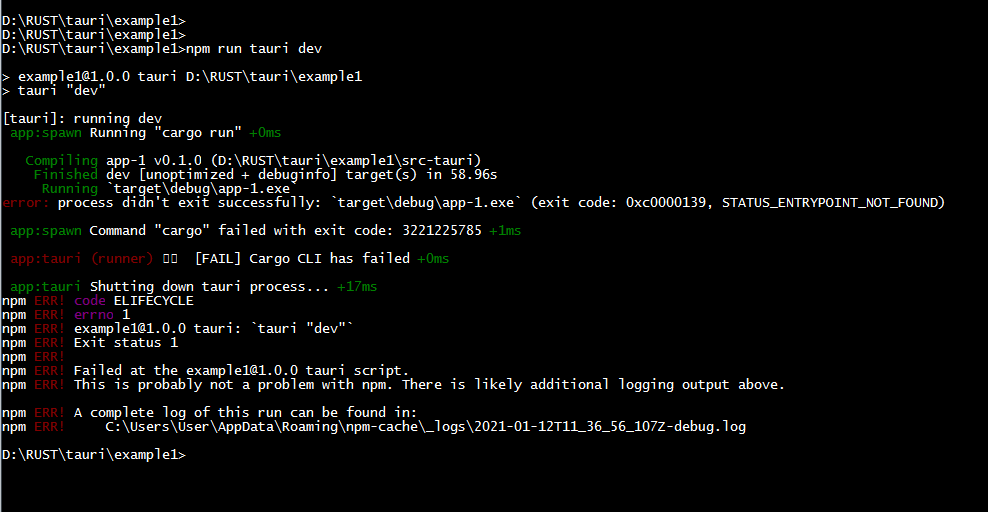 D:\RUST\tauri\example1>
D:\RUST\tauri\example1>
D:\RUST\tauri\example1>npm run tauri dev
> example1@1.0.0 tauri D:\RUST\tauri\example1
> tauri "dev"
[tauri]: running dev
app:spawn Running "cargo run" +0ms
Compiling app-1 v0.1.0 (D:\RUST\tauri\example1\src-tauri)
Finished dev [unoptimized + debuginfo] target(s) in 58.96s
Running `target\debug\app-1.exe`
error: process didn't exit successfully: `target\debug\app-1.exe` (exit code: 0xc0000139, STATUS_ENTRYPOINT_NOT_FOUND)
app:spawn Command "cargo" failed with exit code: 3221225785 +1ms
app:tauri (runner) [FAIL] Cargo CLI has failed +0ms
app:tauri Shutting down tauri process... +17ms
npm ERR! code ELIFECYCLE
npm ERR! errno 1
npm ERR! example1@1.0.0 tauri: `tauri "dev"`
npm ERR! Exit status 1
npm ERR!
npm ERR! Failed at the example1@1.0.0 tauri script.
npm ERR! This is probably not a problem with npm. There is likely additional logging output above.
npm ERR! A complete log of this run can be found in:
npm ERR! C:\Users\User\AppData\Roaming\npm-cache\_logs\2021-01-12T11_36_56_107Z-debug.log
D:\RUST\tauri\example1>